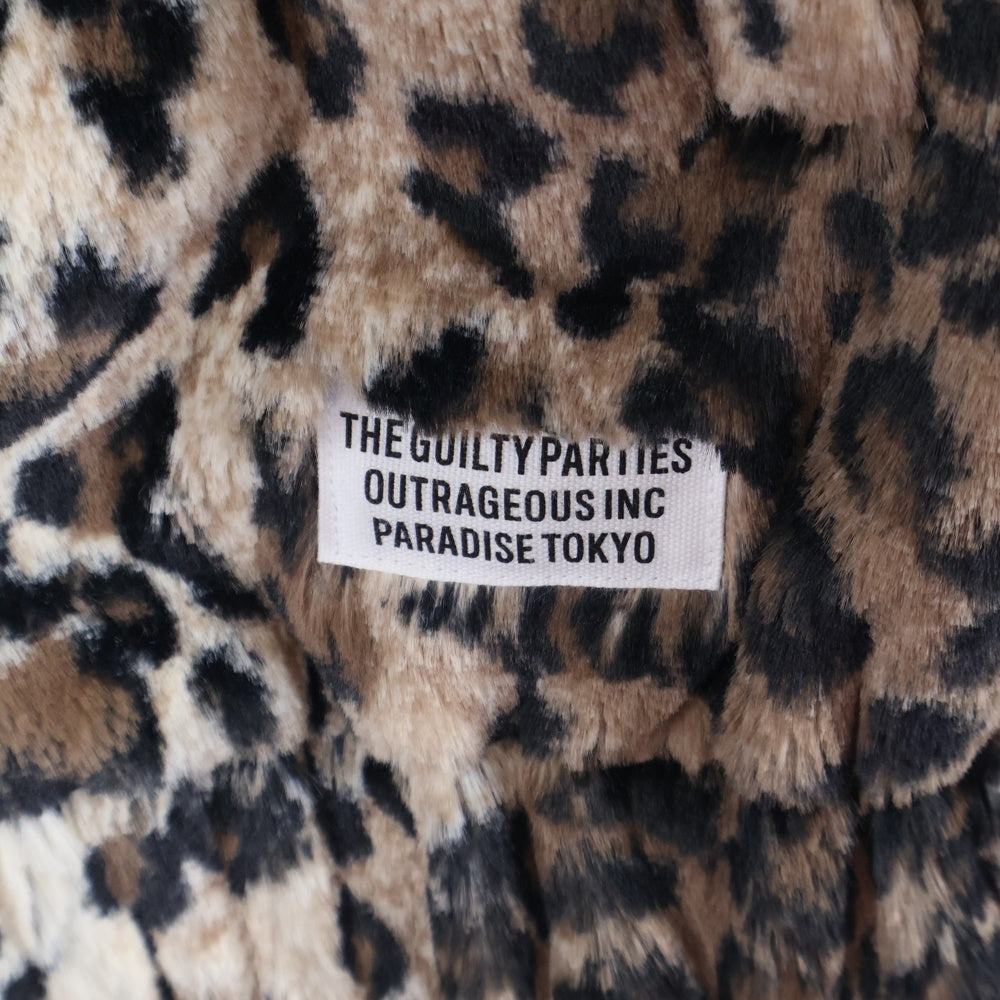 THE GUILTY PARTIES
OUTRAGEOUS INC
PARADISE TOKYO